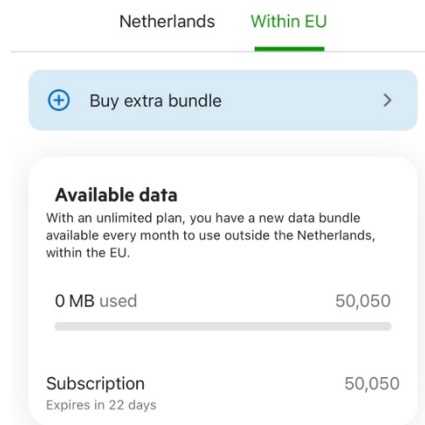 Netherlands Within EU
Buy extra bundle
Available data
With an unlimited plan, you have a new data bundle
available every month to use outside the Netherlands,
within the EU.
0 MB used 50,050
Subscription 50,050
Expires in 22 days